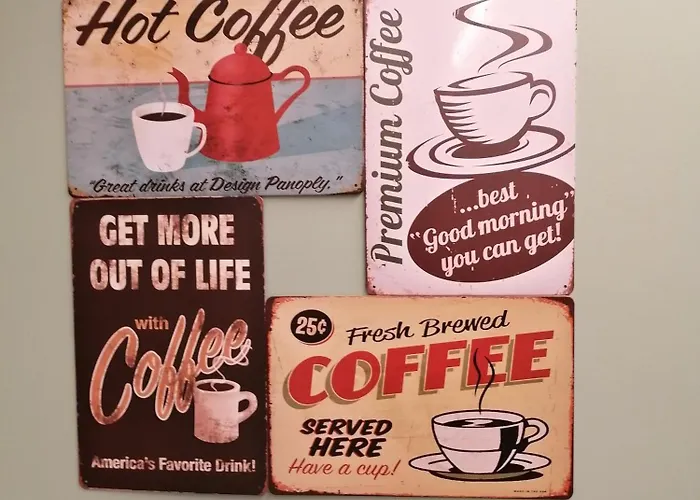 Hot Coffee
"Great drinks at Design Panoply."
Premium Coffee
...best
"Good morning"
you can get!
GET MORE
OUT OF LIFE
with
Coffee
America's Favorite Drink!
25¢
Fresh Brewed
COFFEE
SERVED
HERE
Have a cup!